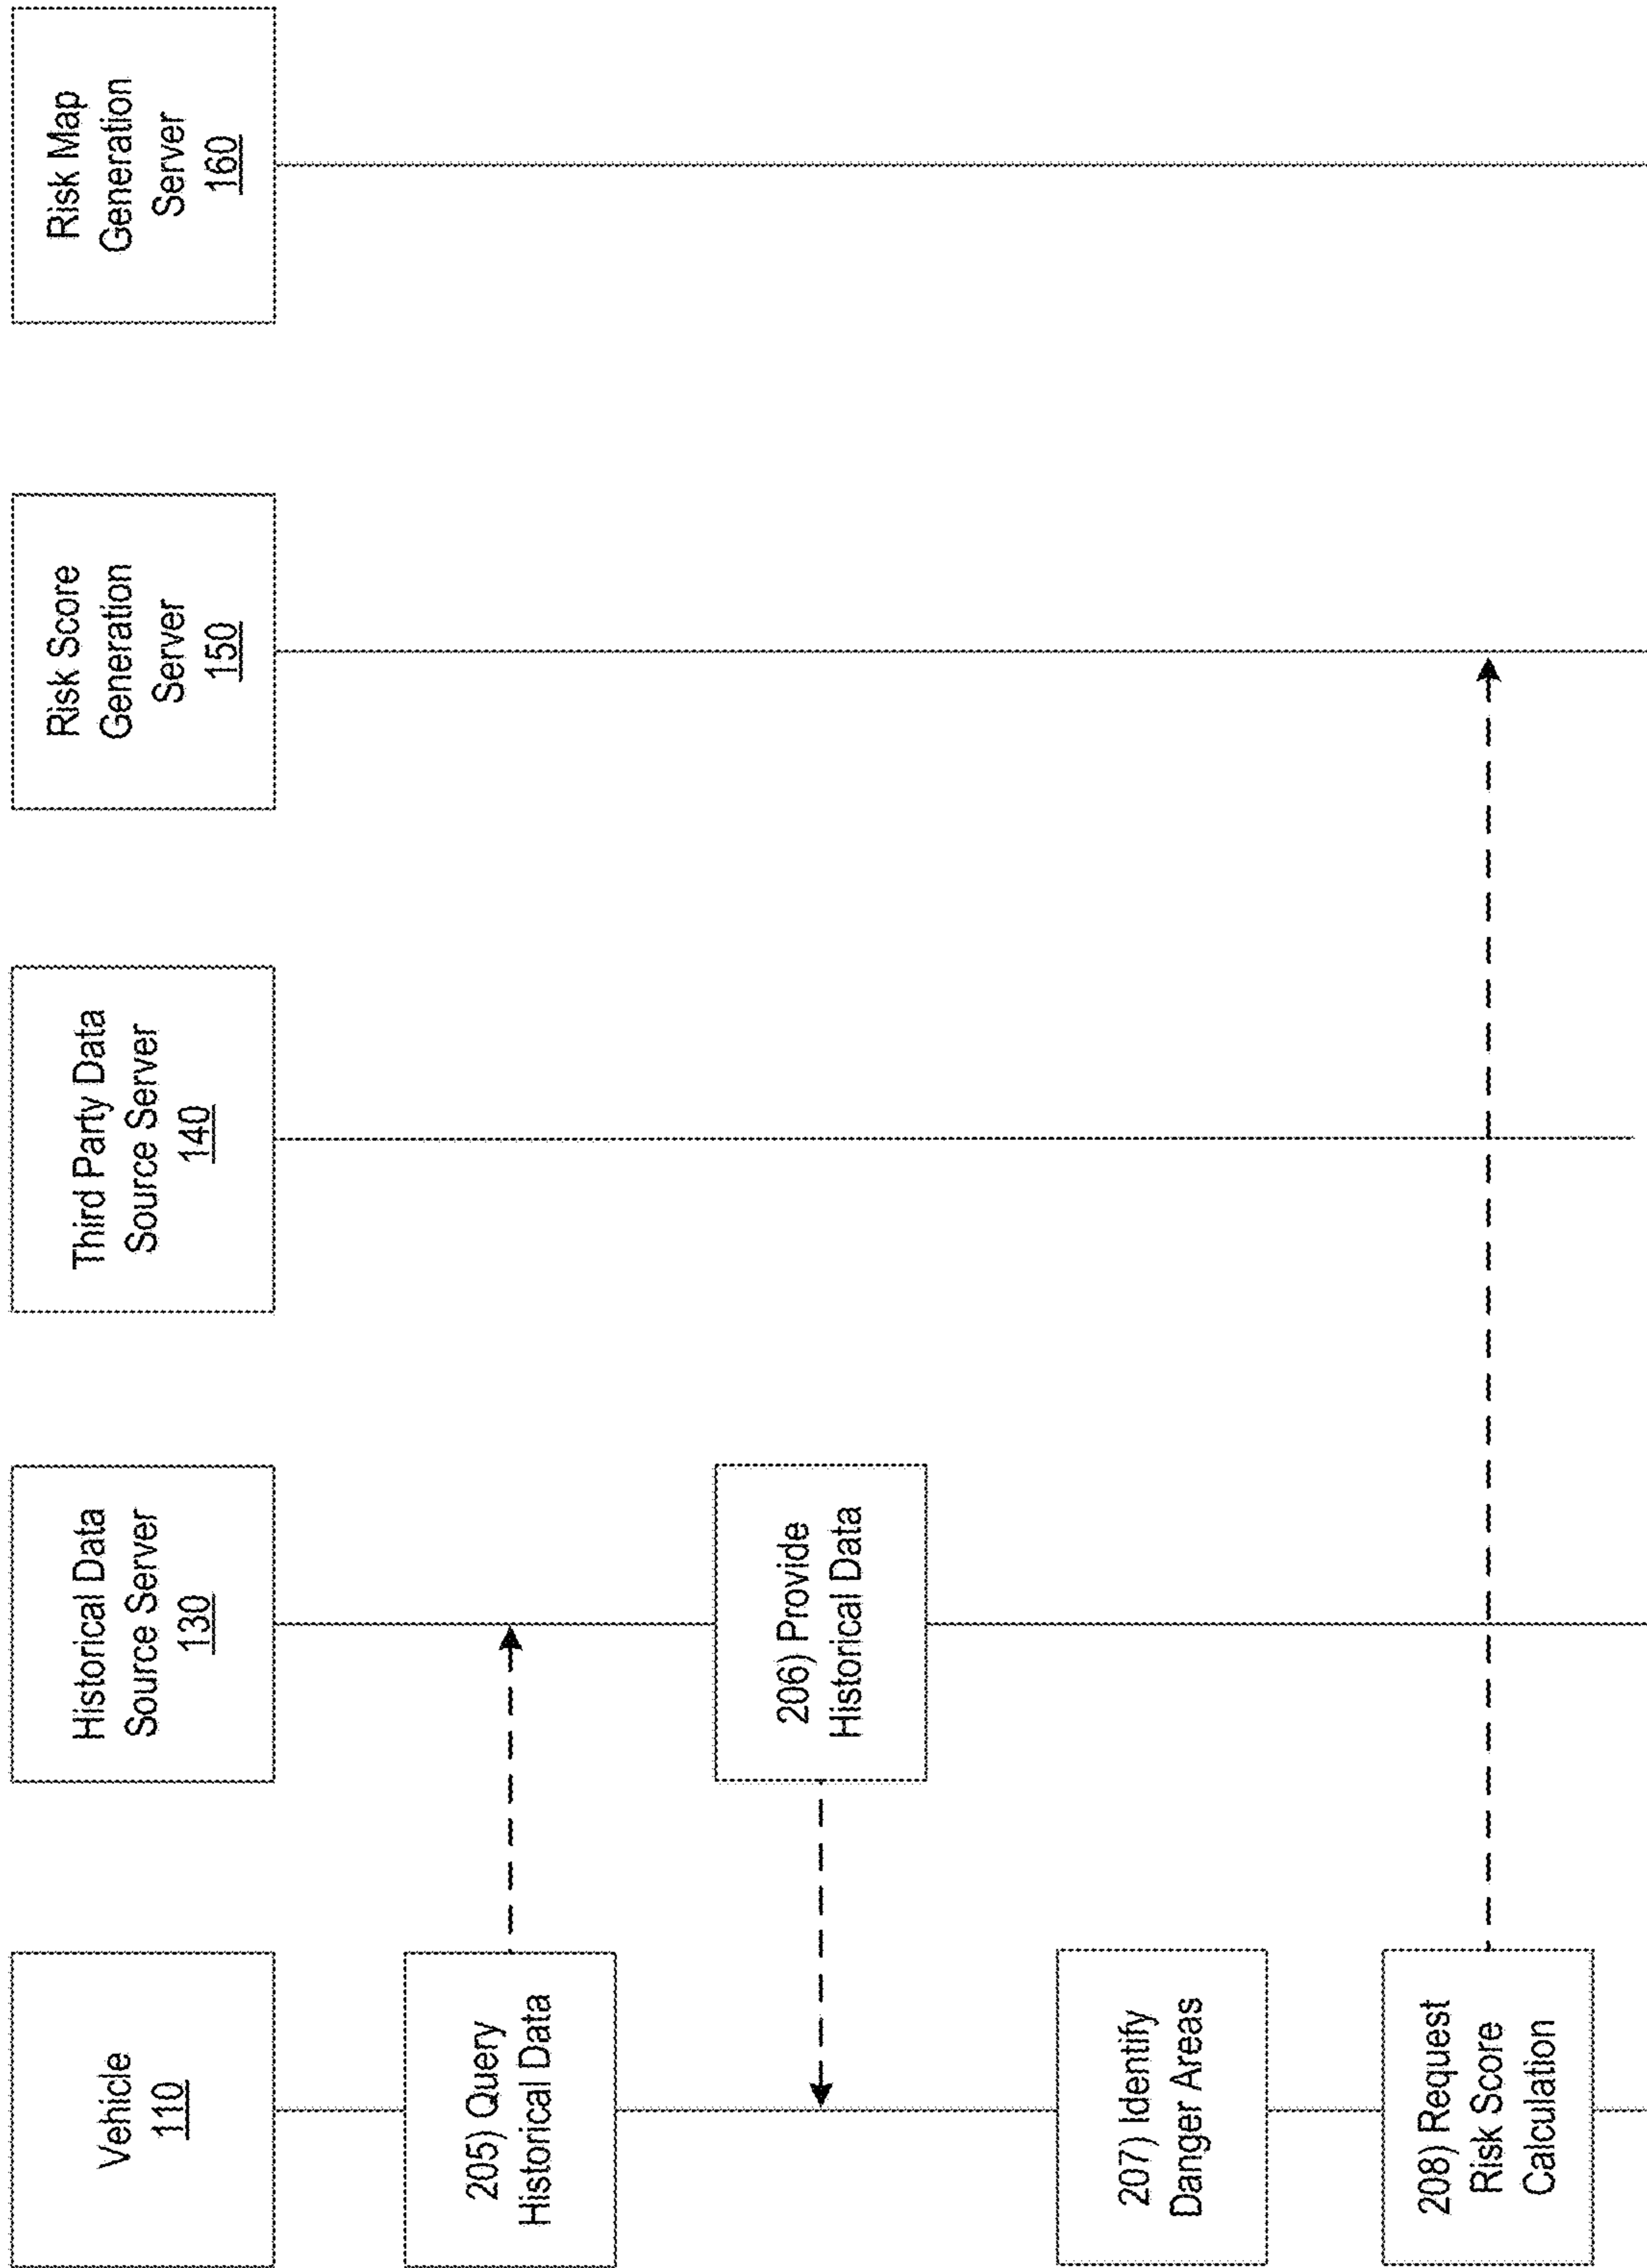 Vehicle
110
Historical Data
Source Server
130
Third Party Data
Source Server
140
Risk Score
Generation
Server
150
Risk Map
Generation
Server
160
205) Query
Historical Data
206) Provide
Historical Data
207) Identify
Danger Areas
208) Request
Risk Score
Calculation